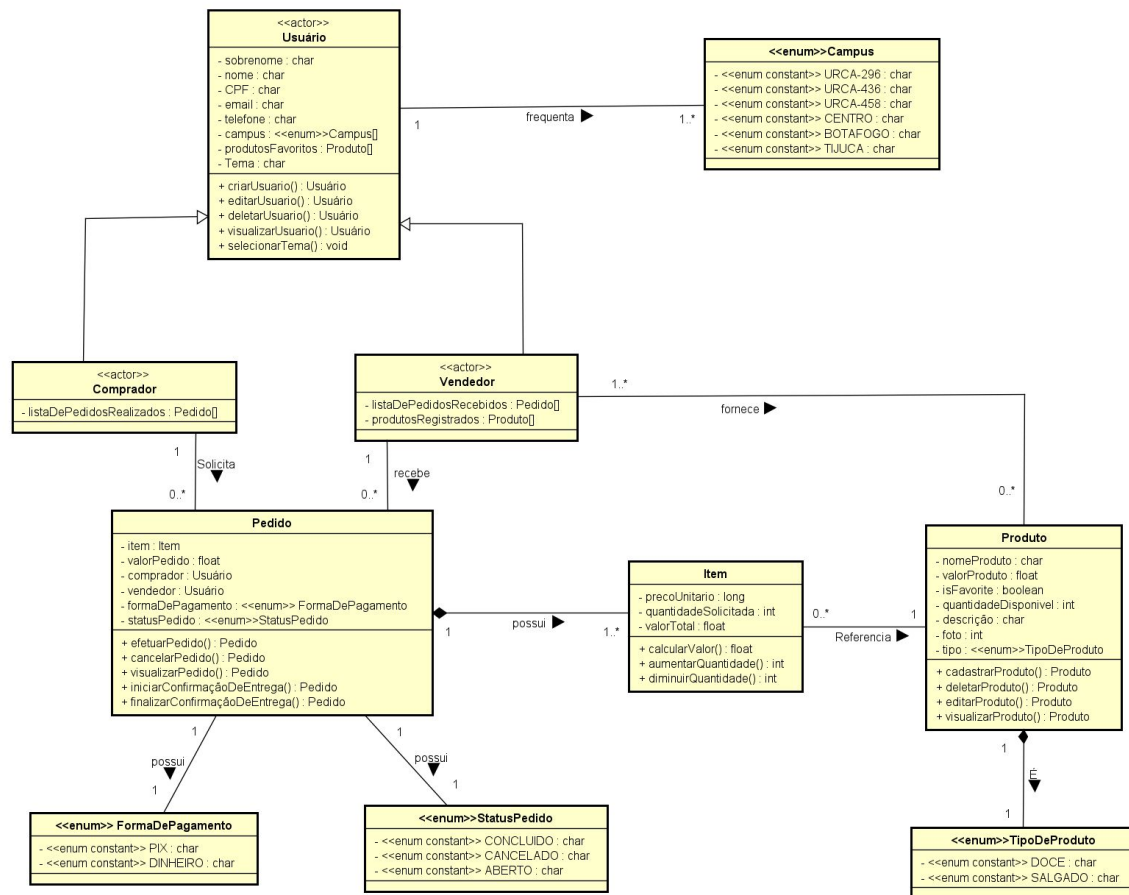 <<actor>>
Usuário
- sobrenome : char
- nome : char
- CPF : char
- email : char
- telefone : char
- campus : <<enum>>Campus[]
- produtosFavoritos : Produto[]
- Tema : char
+ criarUsuario() : Usuário
+ editarUsuario() : Usuário
+ deletarUsuario() : Usuário
+ visualizarUsuario() : Usuário
+ selecionarTema() : void
1
frequenta
1..*
<<enum>>Campus
- <<enum constant>> URCA-296 : char
- <<enum constant>> URCA-436 : char
- <<enum constant>> URCA-458 : char
- <<enum constant>> CENTRO : char
- <<enum constant>> BOTAFOGO : char
- <<enum constant>> TIJUCA : char
<<actor>>
Comprador
- listaDePedidosRealizados : Pedido[]
<<actor>>
Vendedor
- listaDePedidosRecebidos : Pedido[]
- produtosRegistrados : Produto[]
1..*
fornece
0..*
1
Solicita
0..*
1
recebe
0..*
Pedido
- item : Item
- valorPedido : float
- comprador : Usuário
- vendedor : Usuário
- formaDePagamento : <<enum>> FormaDePagamento
- statusPedido : <<enum>>StatusPedido
+ efetuarPedido() : Pedido
+ cancelarPedido() : Pedido
+ visualizarPedido() : Pedido
+ iniciarConfirmaçãoDeEntrega() : Pedido
+ finalizarConfirmaçãoDeEntrega() : Pedido
1
possui
1..*
Item
- precoUnitario : long
- quantidadeSolicitada : int
- valorTotal : float
+ calcularValor() : float
+ aumentarQuantidade() : int
+ diminuirQuantidade() : int
0..*
Referencia
1
Produto
- nomeProduto : char
- valorProduto : float
- isFavorite : boolean
- quantidadeDisponivel : int
- descrição : char
- foto : int
- tipo : <<enum>>TipoDeProduto
+ cadastrarProduto() : Produto
+ deletarProduto() : Produto
+ editarProduto() : Produto
+ visualizarProduto() : Produto
1
possui
1
1
possui
1
1
É
1
<<enum>> FormaDePagamento
- <<enum constant>> PIX : char
- <<enum constant>> DINHEIRO : char
<<enum>>StatusPedido
- <<enum constant>> CONCLUIDO : char
- <<enum constant>> CANCELADO : char
- <<enum constant>> ABERTO : char
<<enum>>TipoDeProduto
- <<enum constant>> DOCE : char
- <<enum constant>> SALGADO : char